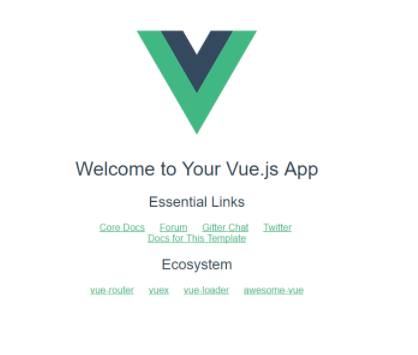 Welcome to Your Vue.js App
Essential Links
Core Docs Forum Gitter Chat Twitter
Docs for This Template
Ecosystem
vue-router vuex vue-loader awesome-vue